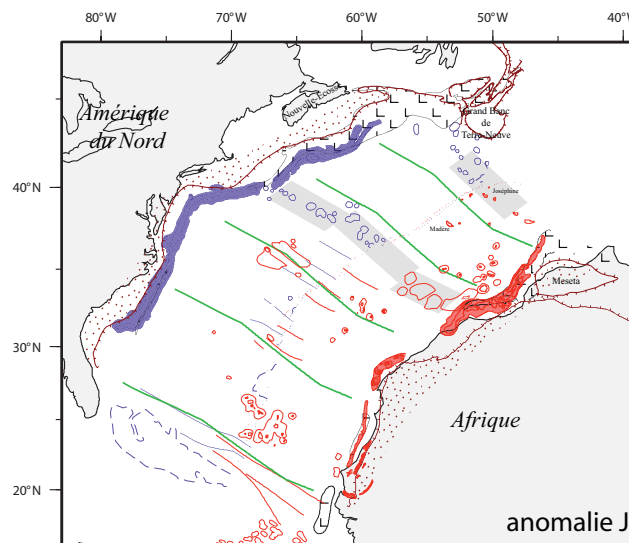 80°W 70°W 60°W 50°W 40°W
Amérique
du Nord
Nouvelle-Ecosse
Grand Banc
de
Terre-Neuve
40°N
Joséphine
Madère
Meseta
30°N
Afrique
20°N
anomalie J